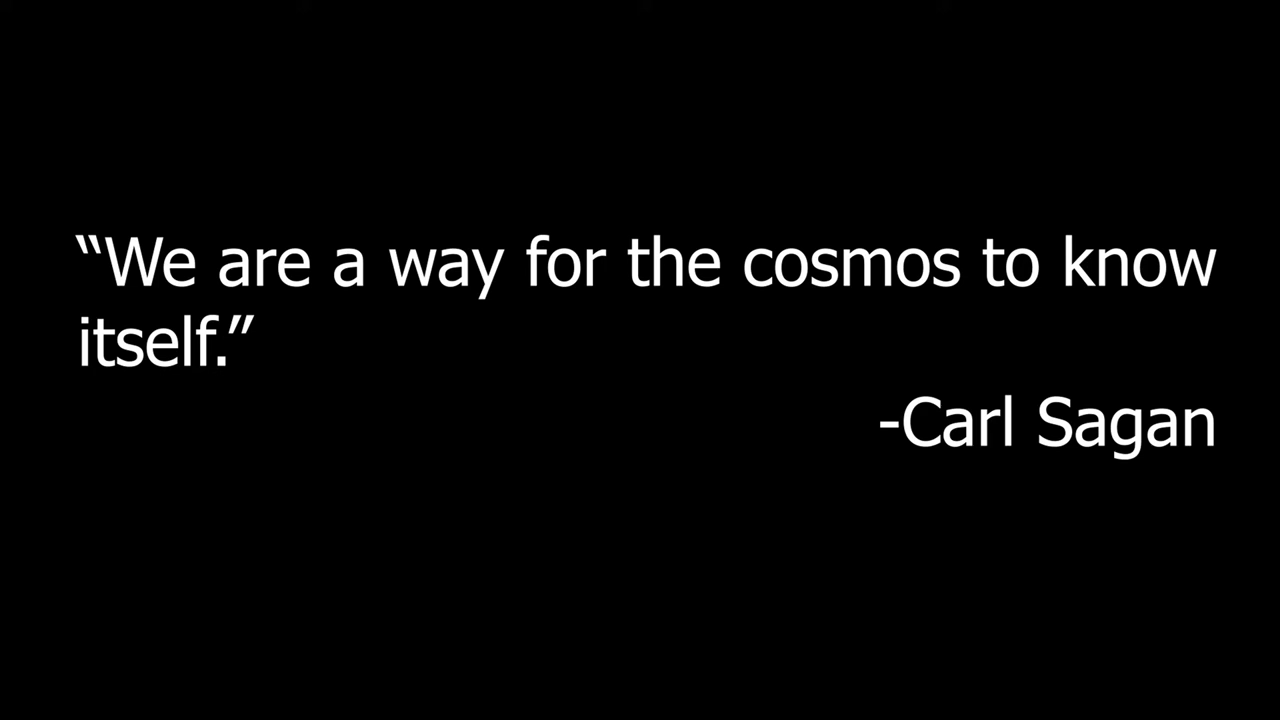 “We are a way for the cosmos to know
itself.”
-Carl Sagan